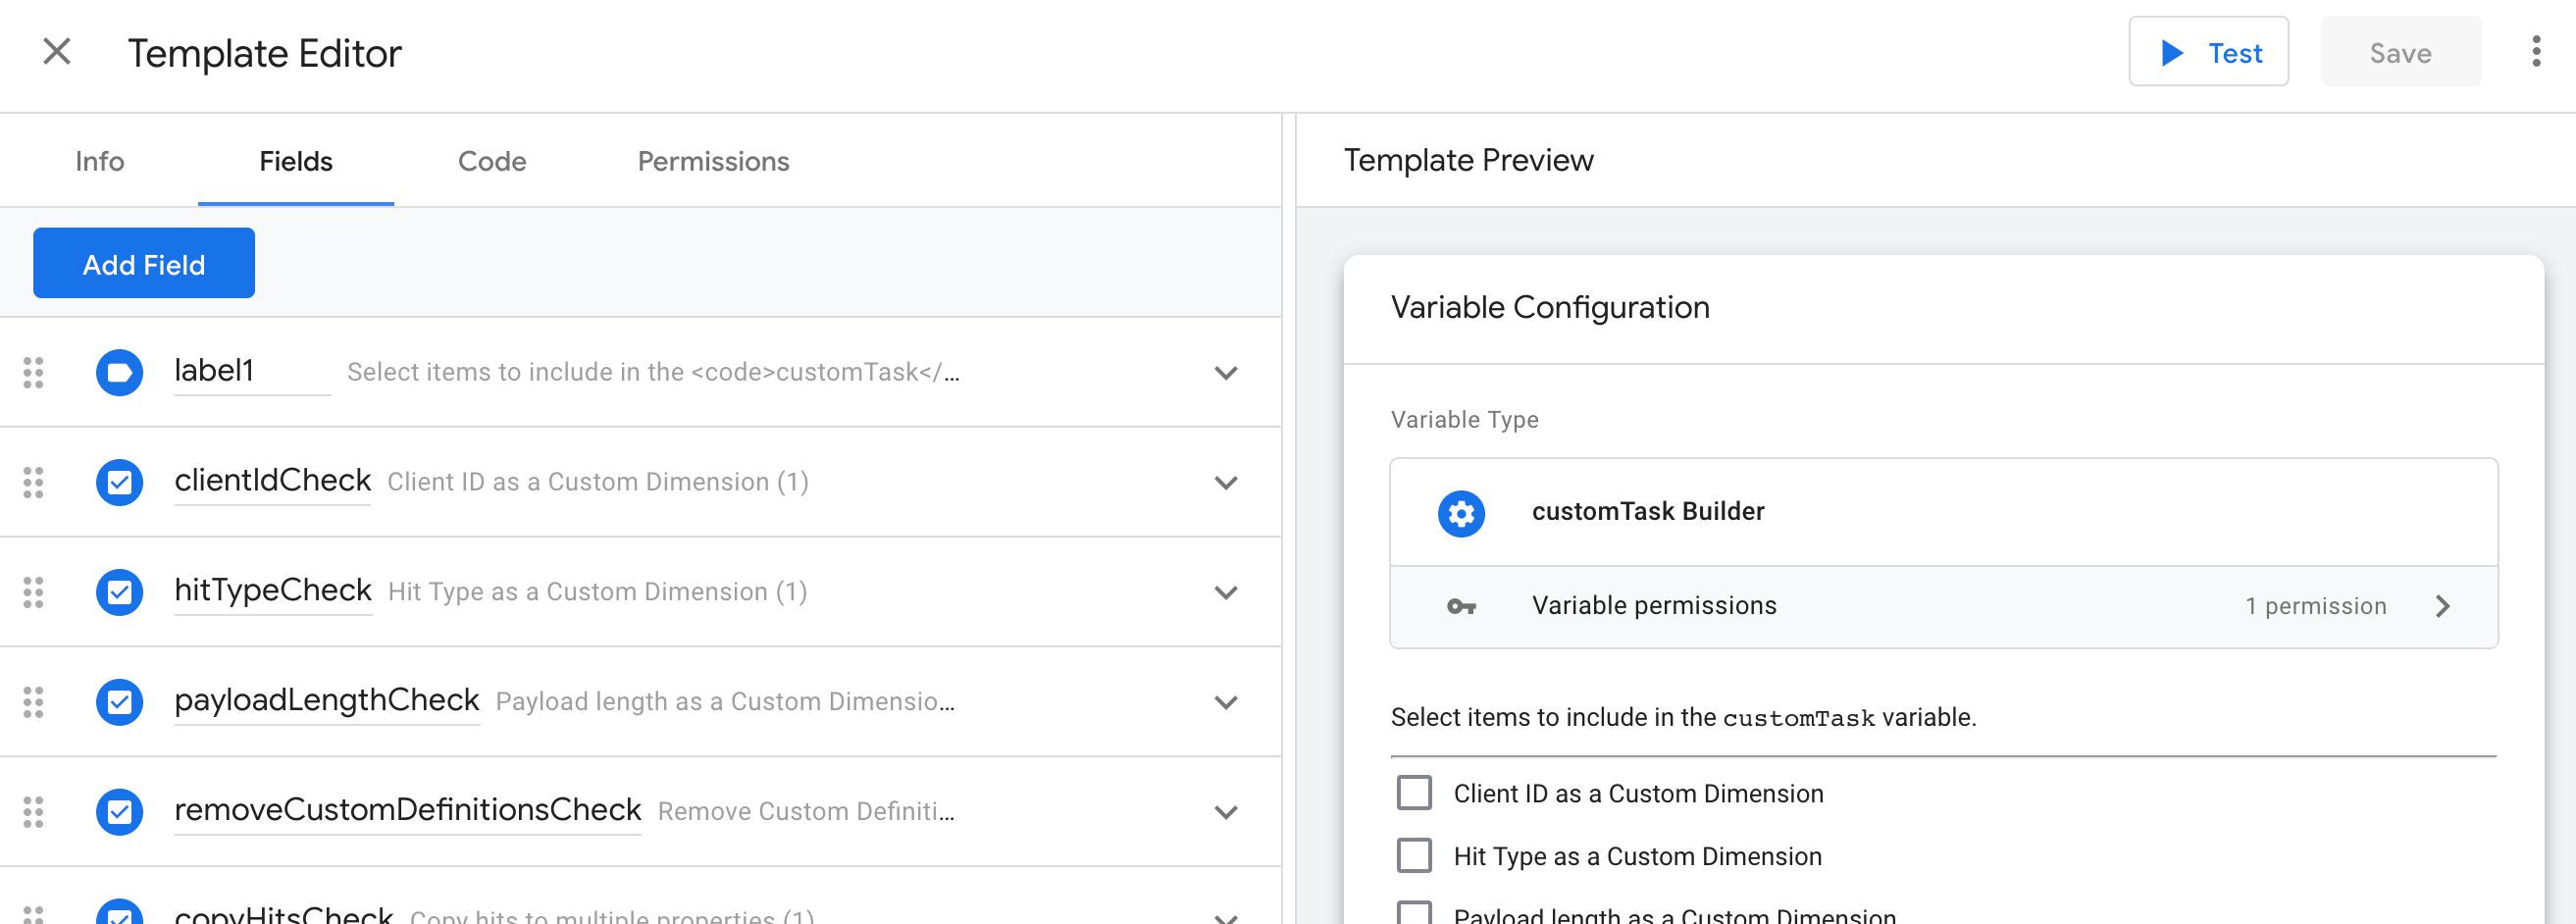 Template Editor
Test
Save
Info
Fields
Code
Permissions
Add Field
label1 Select items to include in the <code>customTask</...
clientIdCheck Client ID as a Custom Dimension (1)
hitTypeCheck Hit Type as a Custom Dimension (1)
payloadLengthCheck Payload length as a Custom Dimensio...
removeCustomDefinitionsCheck Remove Custom Definiti...
copyHitsCheck Copy hits to multiple properties (1)
Template Preview
Variable Configuration
Variable Type
customTask Builder
Variable permissions
1 permission
Select items to include in the customTask variable.
Client ID as a Custom Dimension
Hit Type as a Custom Dimension
Payload length as a Custom Dimension